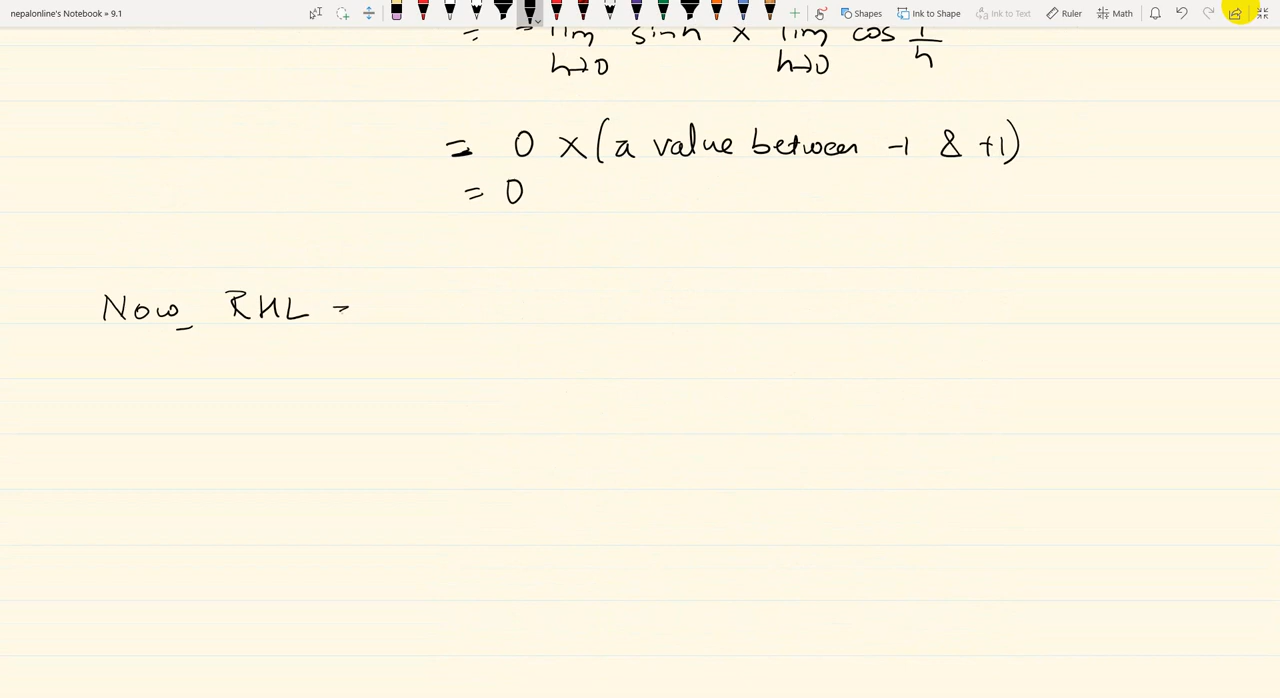 nepalonline's Notebook » 9.1
Shapes Ink to Shape Ink to Text Ruler Math
= - lim sinh × lim cos 1/h
h→0 h→0
= 0 × (a value between -1 & +1)
= 0
Now, RHL =